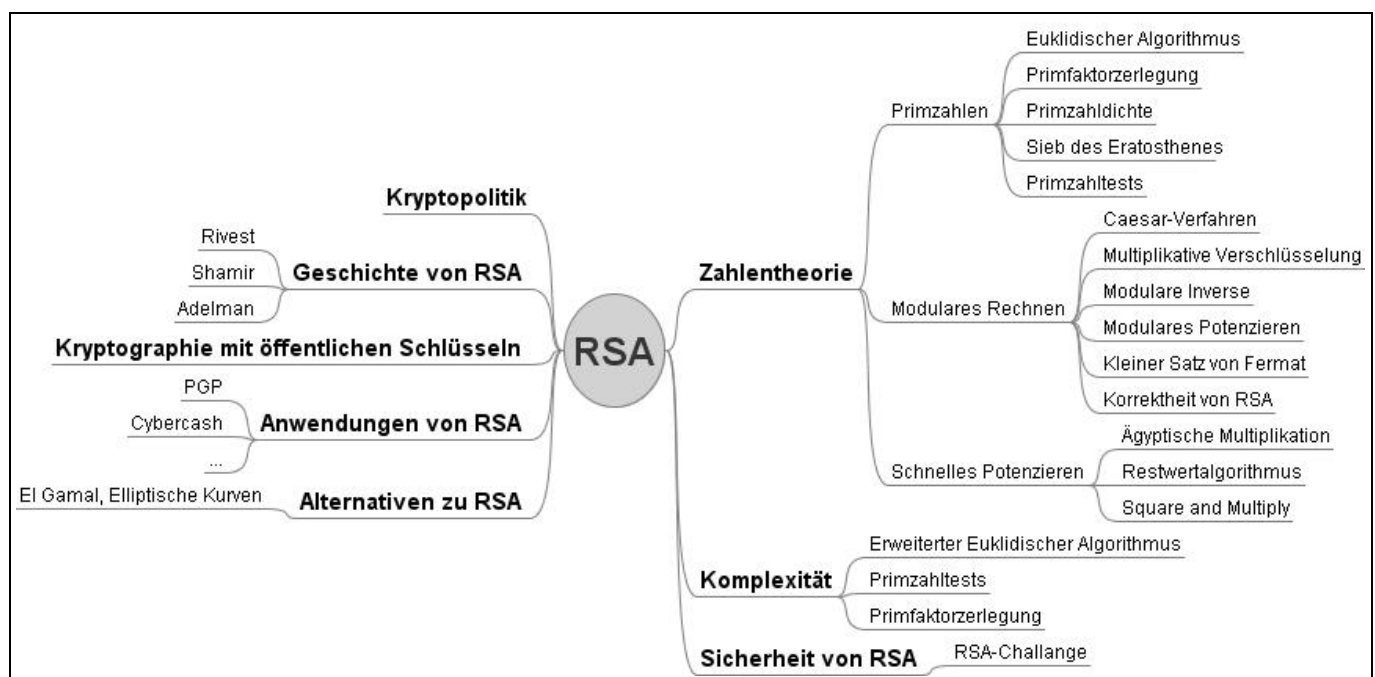 RSA
Kryptopolitik
Geschichte von RSA
Rivest
Shamir
Adelman
Kryptographie mit öffentlichen Schlüsseln
Anwendungen von RSA
PGP
Cybercash
...
Alternativen zu RSA
El Gamal, Elliptische Kurven
Zahlentheorie
Primzahlen
Euklidischer Algorithmus
Primfaktorzerlegung
Primzahldichte
Sieb des Eratosthenes
Primzahltests
Modulares Rechnen
Caesar-Verfahren
Multiplikative Verschlüsselung
Modulare Inverse
Modulares Potenzieren
Kleiner Satz von Fermat
Korrektheit von RSA
Schnelles Potenzieren
Ägyptische Multiplikation
Restwertalgorithmus
Square and Multiply
Komplexität
Erweiterter Euklidischer Algorithmus
Primzahltests
Primfaktorzerlegung
Sicherheit von RSA
RSA-Challange